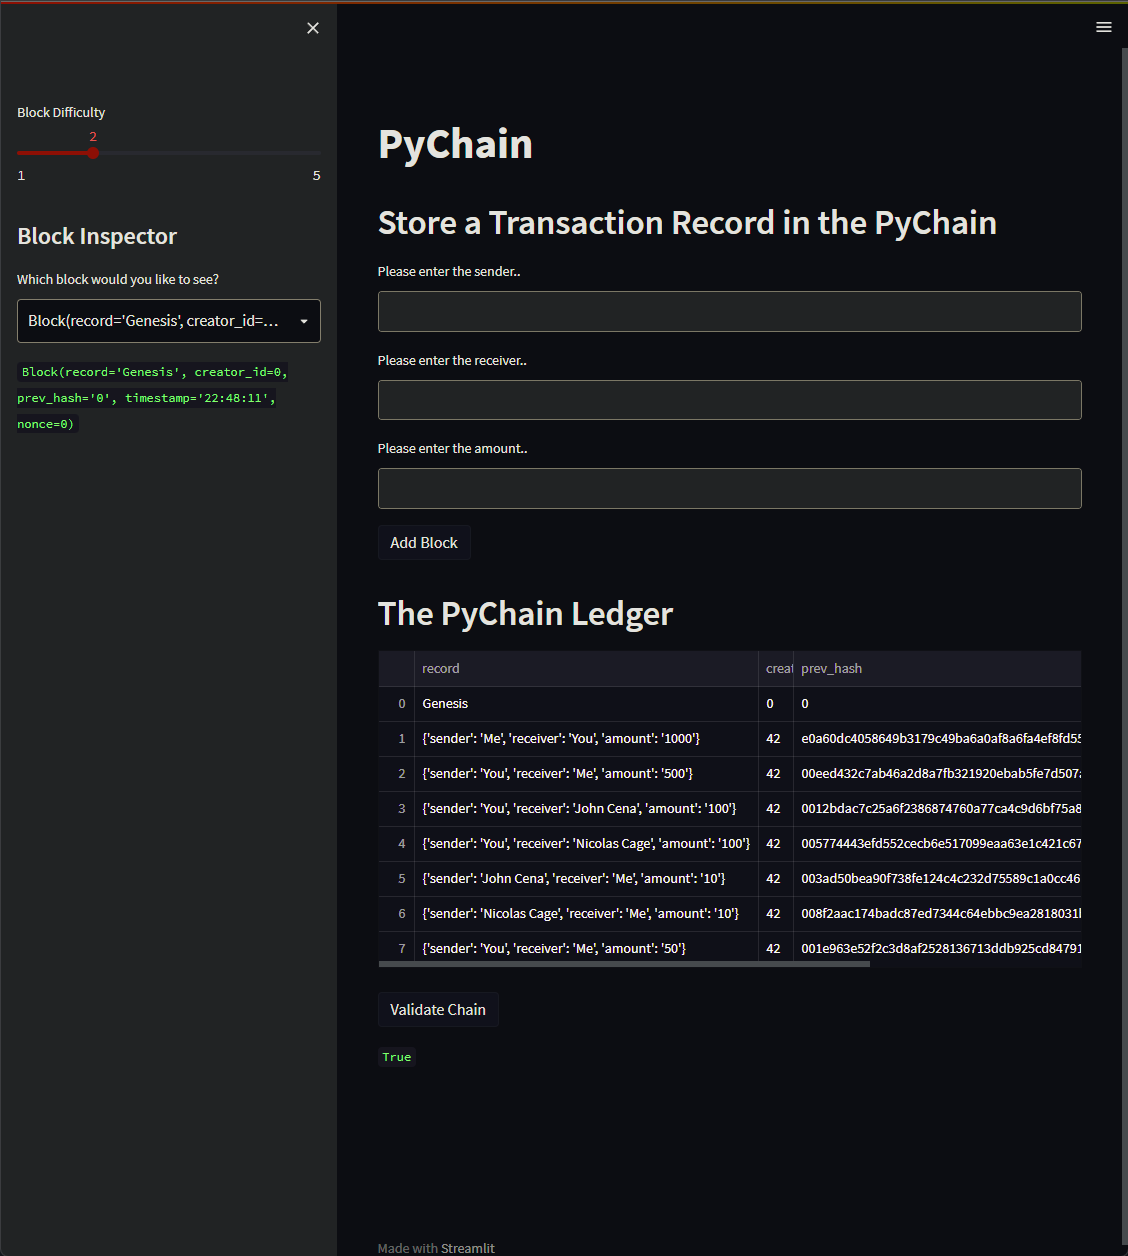 Block Difficulty
2
1 5
Block Inspector
Which block would you like to see?
Block(record='Genesis', creator_id=...
Block(record='Genesis', creator_id=0,
prev_hash='0', timestamp='22:48:11',
nonce=0)
PyChain
Store a Transaction Record in the PyChain
Please enter the sender..
Please enter the receiver..
Please enter the amount..
Add Block
The PyChain Ledger
record creat prev_hash
0 Genesis 0 0
1 {'sender': 'Me', 'receiver': 'You', 'amount': '1000'} 42 e0a60dc4058649b3179c49ba6a0af8a6fa4ef8fd55
2 {'sender': 'You', 'receiver': 'Me', 'amount': '500'} 42 00eed432c7ab46a2d8a7fb321920ebab5fe7d507
3 {'sender': 'You', 'receiver': 'John Cena', 'amount': '100'} 42 0012bdac7c25a6f2386874760a77ca4c9d6bf75a8
4 {'sender': 'You', 'receiver': 'Nicolas Cage', 'amount': '100'} 42 005774443efd552cecb6e517099eaa63e1c421c67
5 {'sender': 'John Cena', 'receiver': 'Me', 'amount': '10'} 42 003ad50bea90f738fe124c4c232d75589c1a0cc46
6 {'sender': 'Nicolas Cage', 'receiver': 'Me', 'amount': '10'} 42 008f2aac174badc87ed7344c64ebbc9ea2818031
7 {'sender': 'You', 'receiver': 'Me', 'amount': '50'} 42 001e963e52f2c3d8af2528136713ddb925cd84791
Validate Chain
True
Made with Streamlit